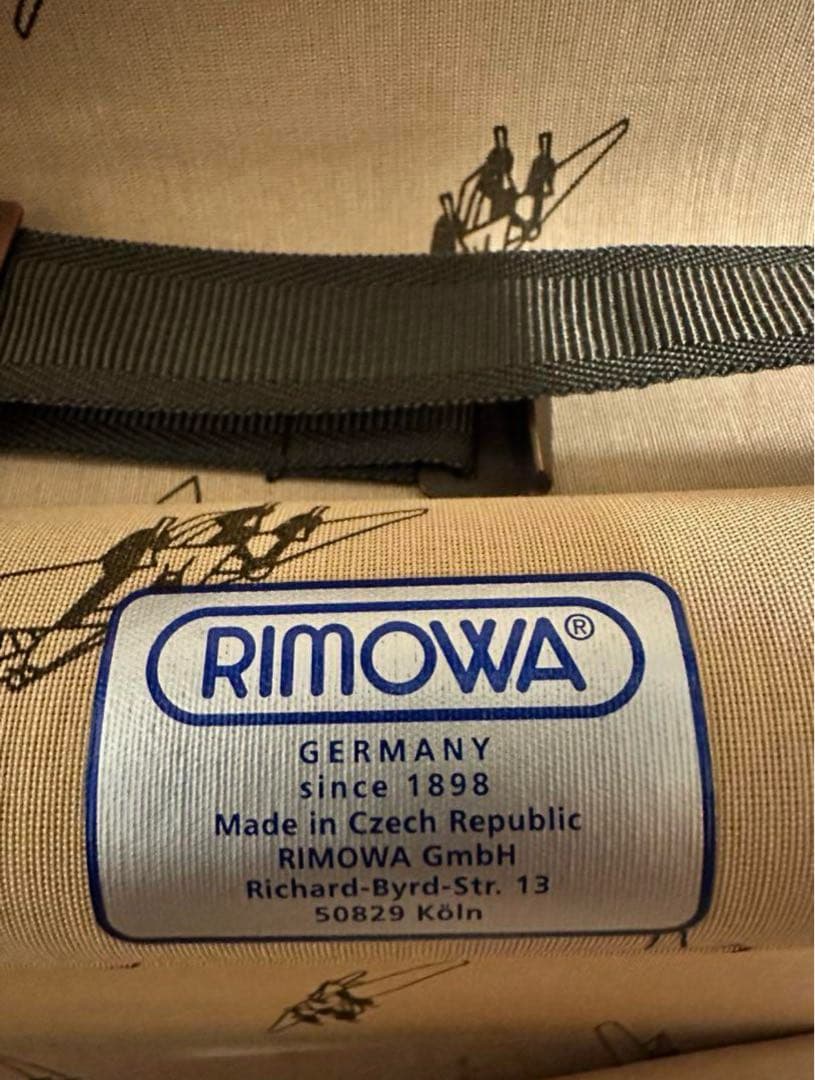 RIMOWA®
GERMANY
since 1898
Made in Czech Republic
RIMOWA GmbH
Richard-Byrd-Str. 13
50829 Köln